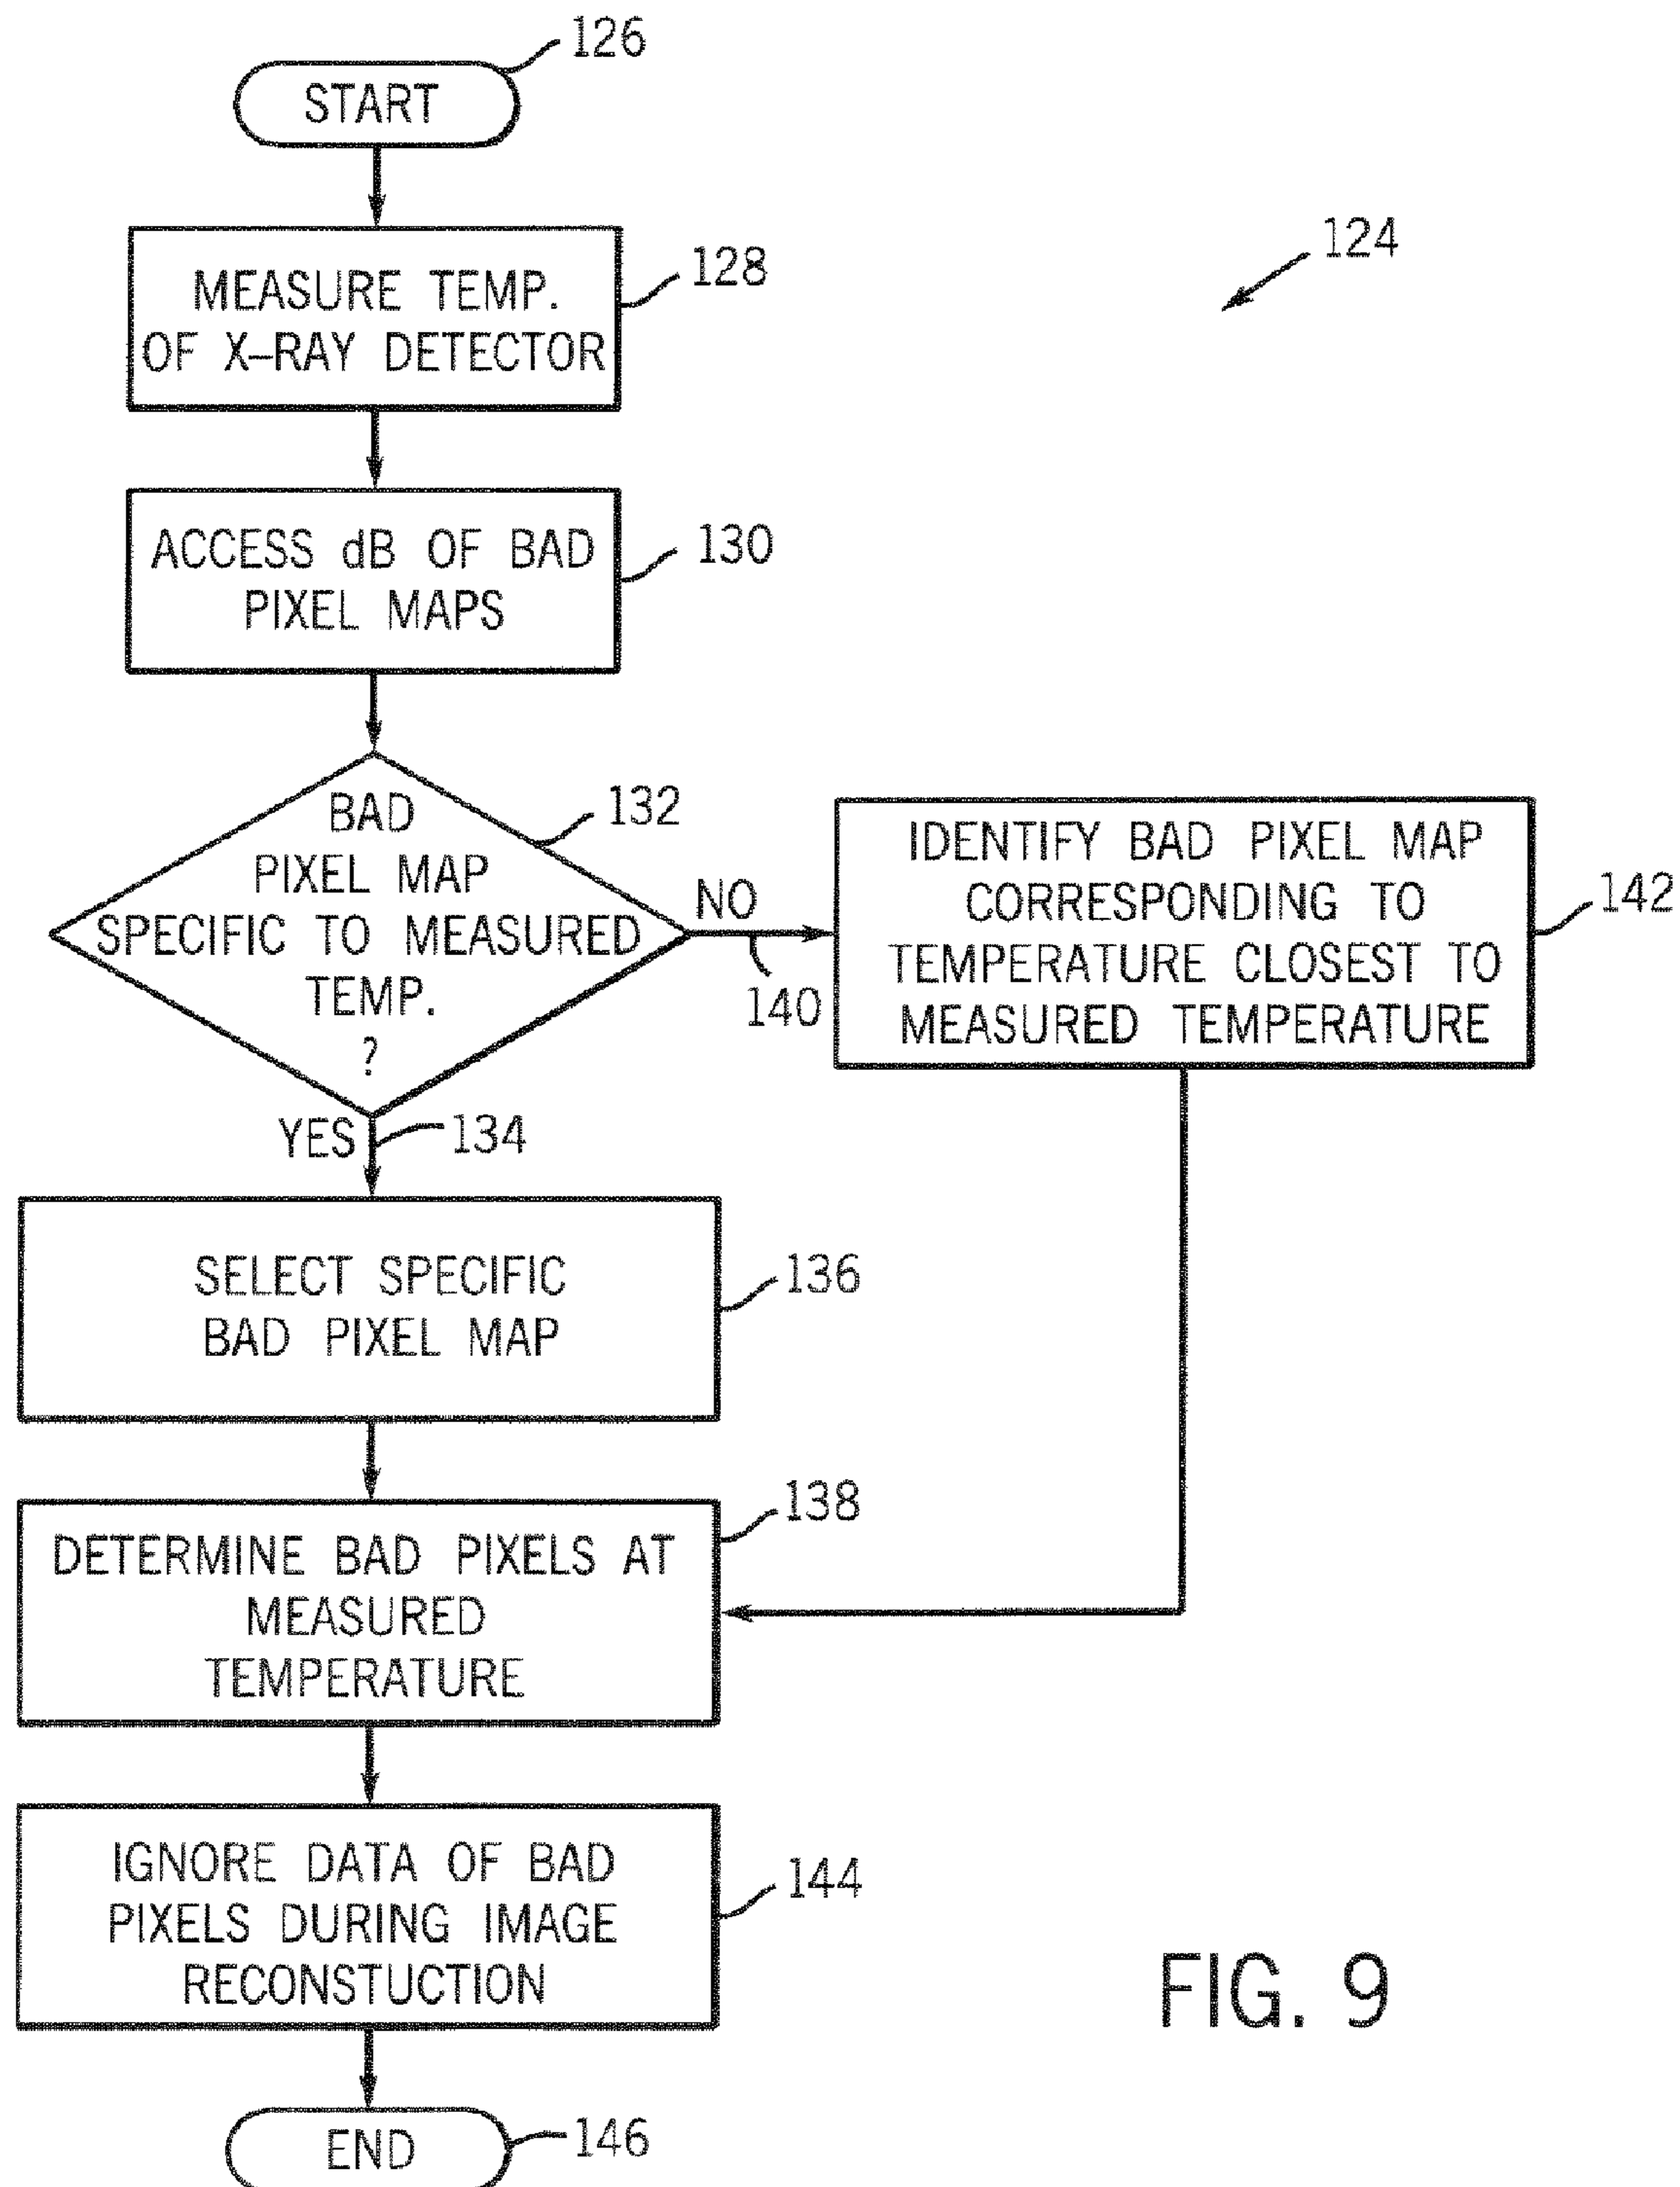 126
START
124
128
MEASURE TEMP.
OF X-RAY DETECTOR
130
ACCESS dB OF BAD
PIXEL MAPS
132
BAD
PIXEL MAP
SPECIFIC TO MEASURED
TEMP.
?
NO
140
IDENTIFY BAD PIXEL MAP
CORRESPONDING TO
TEMPERATURE CLOSEST TO
MEASURED TEMPERATURE
142
YES
134
SELECT SPECIFIC
BAD PIXEL MAP
136
138
DETERMINE BAD PIXELS AT
MEASURED
TEMPERATURE
IGNORE DATA OF BAD
PIXELS DURING IMAGE
RECONSTUCTION
144
FIG. 9
END
146